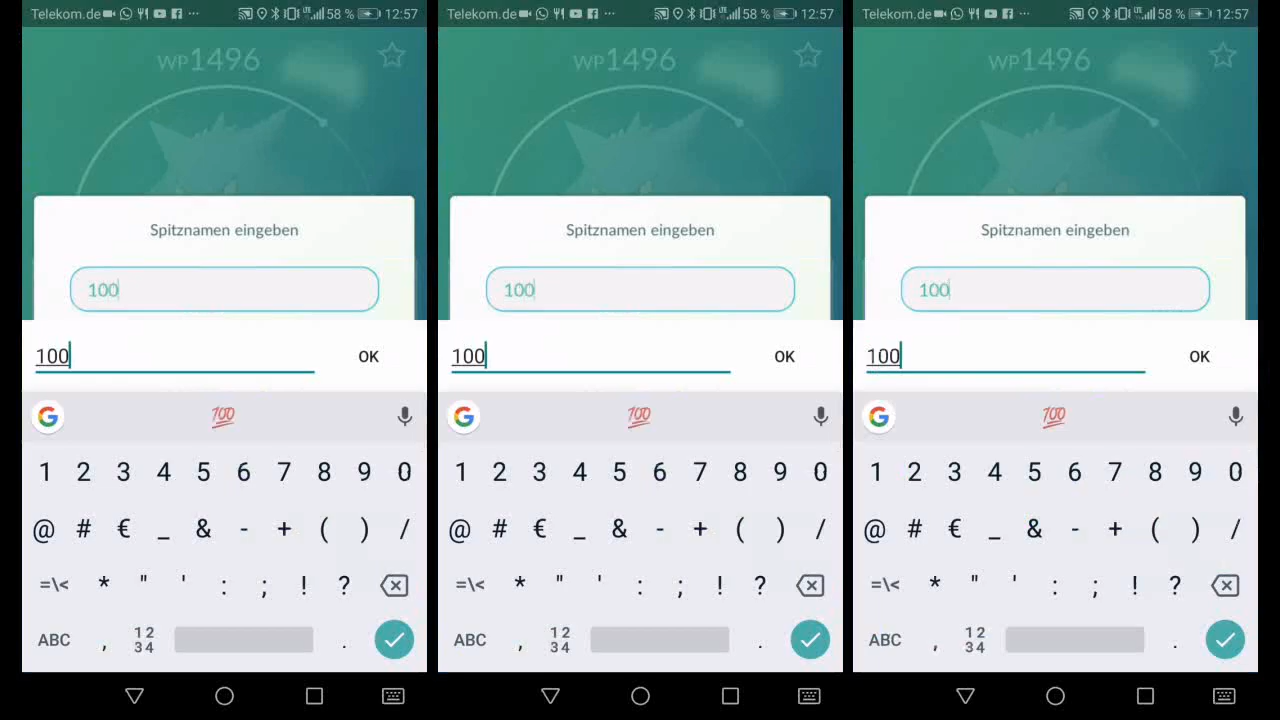 Telekom.de ... 58 % 12:57
WP1496
Spitznamen eingeben
100
100 OK
G 💯
1 2 3 4 5 6 7 8 9 0
@ # € _ & - + ( ) /
=\< * " ' : ; ! ?
ABC , 12 34 .
Telekom.de ... 58 % 12:57
WP1496
Spitznamen eingeben
100
100 OK
G 💯
1 2 3 4 5 6 7 8 9 0
@ # € _ & - + ( ) /
=\< * " ' : ; ! ?
ABC , 12 34 .
Telekom.de ... 58 % 12:57
WP1496
Spitznamen eingeben
100
100 OK
G 💯
1 2 3 4 5 6 7 8 9 0
@ # € _ & - + ( ) /
=\< * " ' : ; ! ?
ABC , 12 34 .